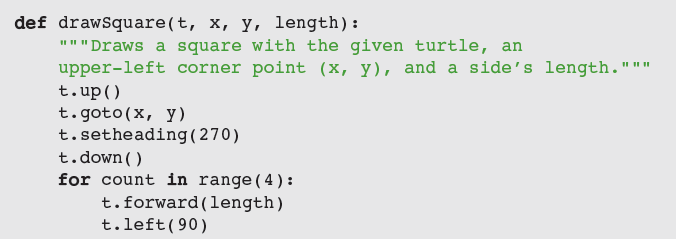 def drawSquare(t, x, y, length):
    """Draws a square with the given turtle, an
    upper-left corner point (x, y), and a side’s length."""
    t.up()
    t.goto(x, y)
    t.setheading(270)
    t.down()
    for count in range(4):
        t.forward(length)
        t.left(90)